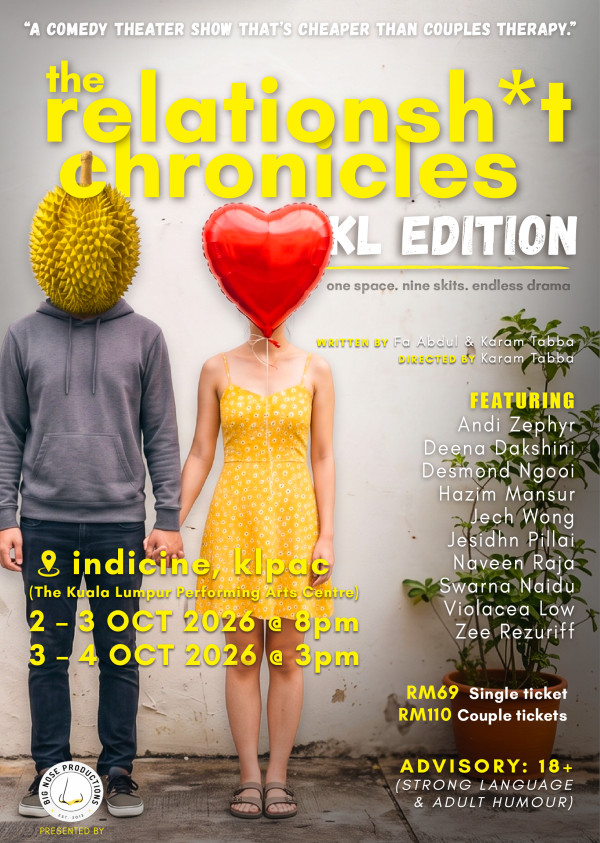 "A COMEDY THEATER SHOW THAT'S CHEAPER THAN COUPLES THERAPY."
the
relationsh*t
chronicles
KL EDITION
one space. nine skits. endless drama
WRITTEN BY Fa Abdul & Karam Tabba
DIRECTED BY Karam Tabba
FEATURING
Andi Zephyr
Deena Dakshini
Desmond Ngooi
Hazim Mansur
Jech Wong
Jesidhn Pillai
Naveen Raja
Swarna Naidu
Violacea Low
Zee Rezuriff
indicine, klpac
(The Kuala Lumpur Performing Arts Centre)
2 – 3 OCT 2026 @ 8pm
3 – 4 OCT 2026 @ 3pm
RM69 Single ticket
RM110 Couple tickets
ADVISORY: 18+
(STRONG LANGUAGE
& ADULT HUMOUR)
BIG NOSE PRODUCTIONS
EST. 2015
PRESENTED BY